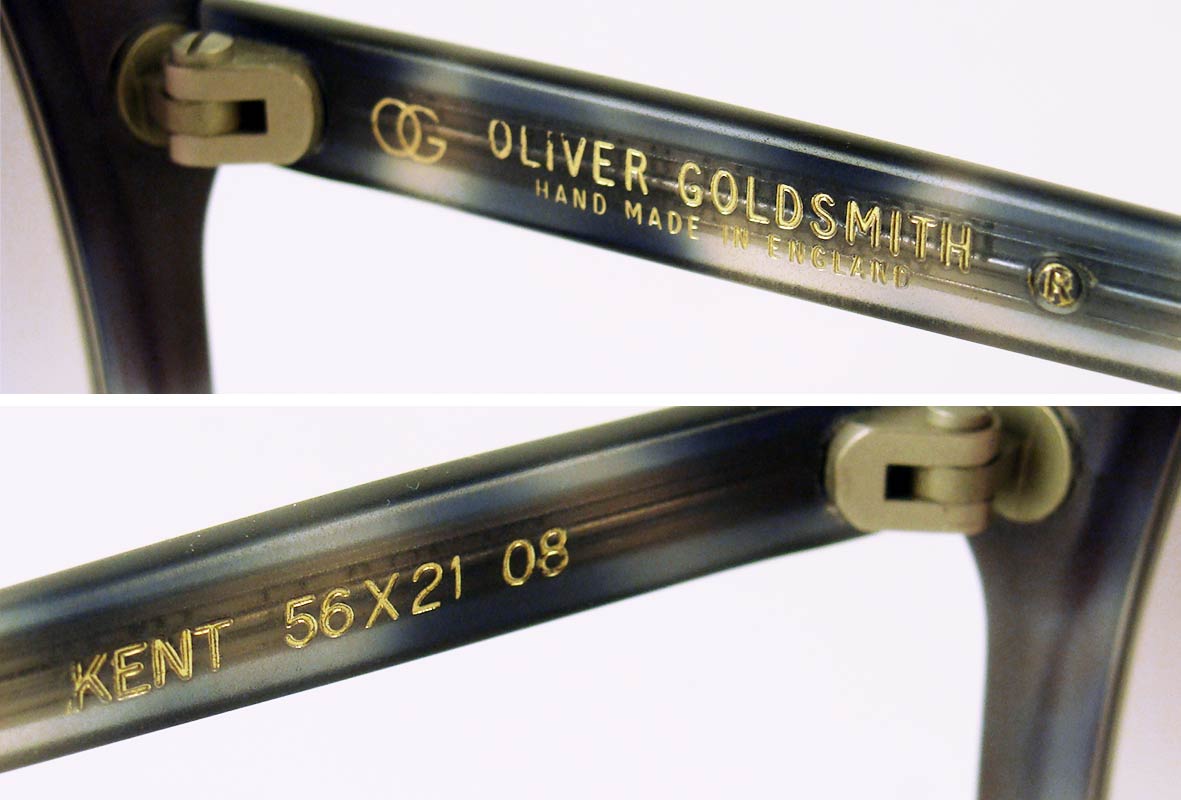 OG OLiVER GOLDSMITH ®
HAND MADE IN ENGLAND
KENT 56X21 08